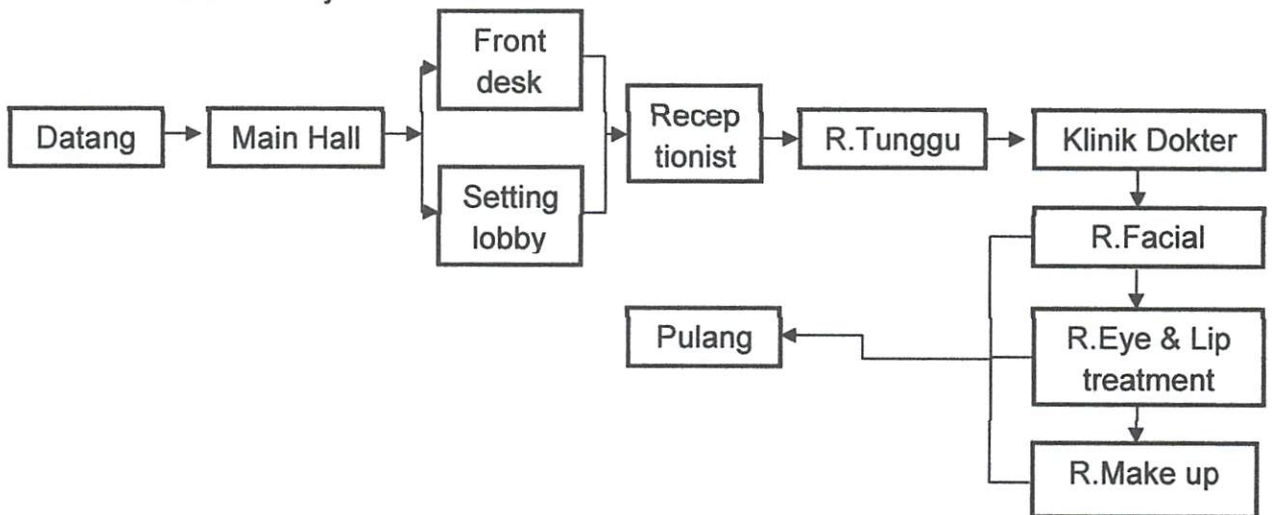 Datang
Main Hall
Front
desk
Setting
lobby
Recep
tionist
R.Tunggu
Klinik Dokter
R.Facial
R.Eye & Lip
treatment
R.Make up
Pulang